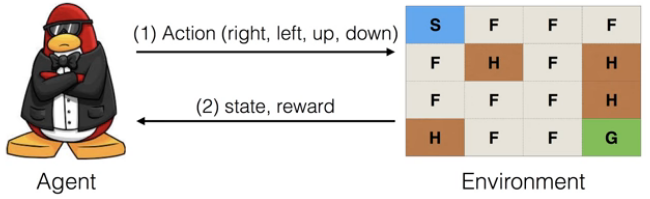 (1) Action (right, left, up, down)
(2) state, reward
Agent
S F F F
F H F H
F F F H
H F F G
Environment